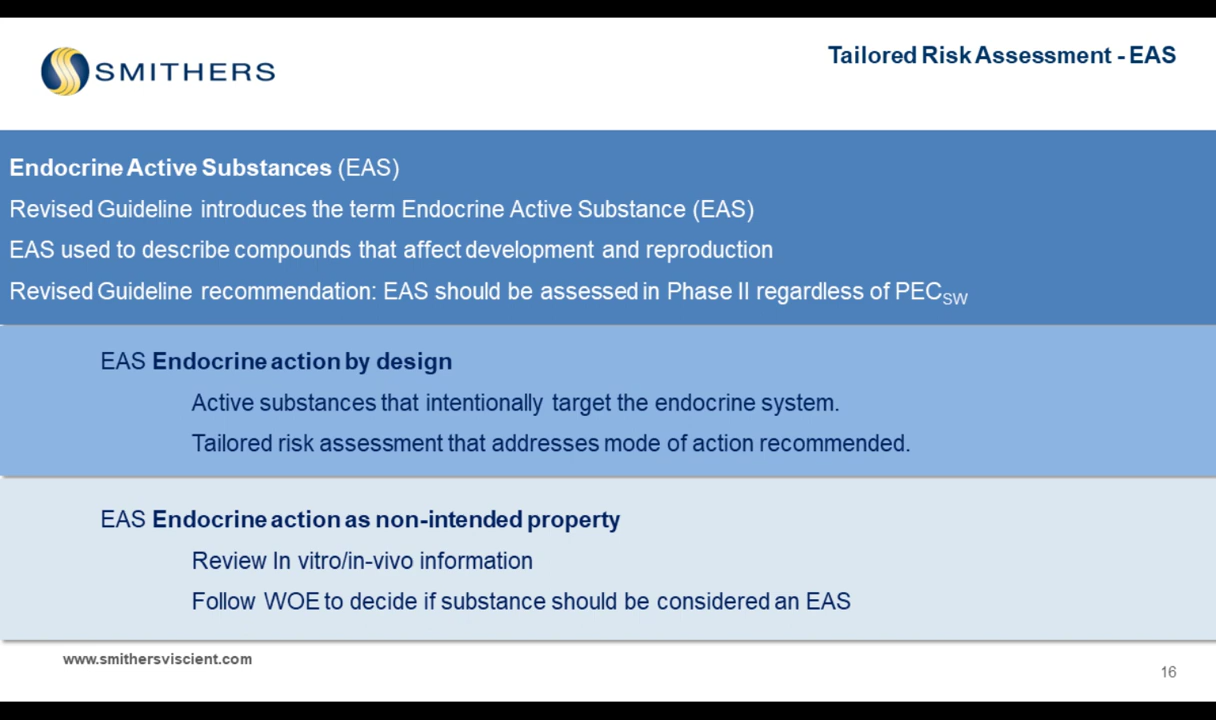 SMITHERS
Tailored Risk Assessment - EAS
Endocrine Active Substances (EAS)
Revised Guideline introduces the term Endocrine Active Substance (EAS)
EAS used to describe compounds that affect development and reproduction
Revised Guideline recommendation: EAS should be assessed in Phase II regardless of PECSW
EAS Endocrine action by design
Active substances that intentionally target the endocrine system.
Tailored risk assessment that addresses mode of action recommended.
EAS Endocrine action as non-intended property
Review In vitro/in-vivo information
Follow WOE to decide if substance should be considered an EAS
www.smithersviscient.com
16